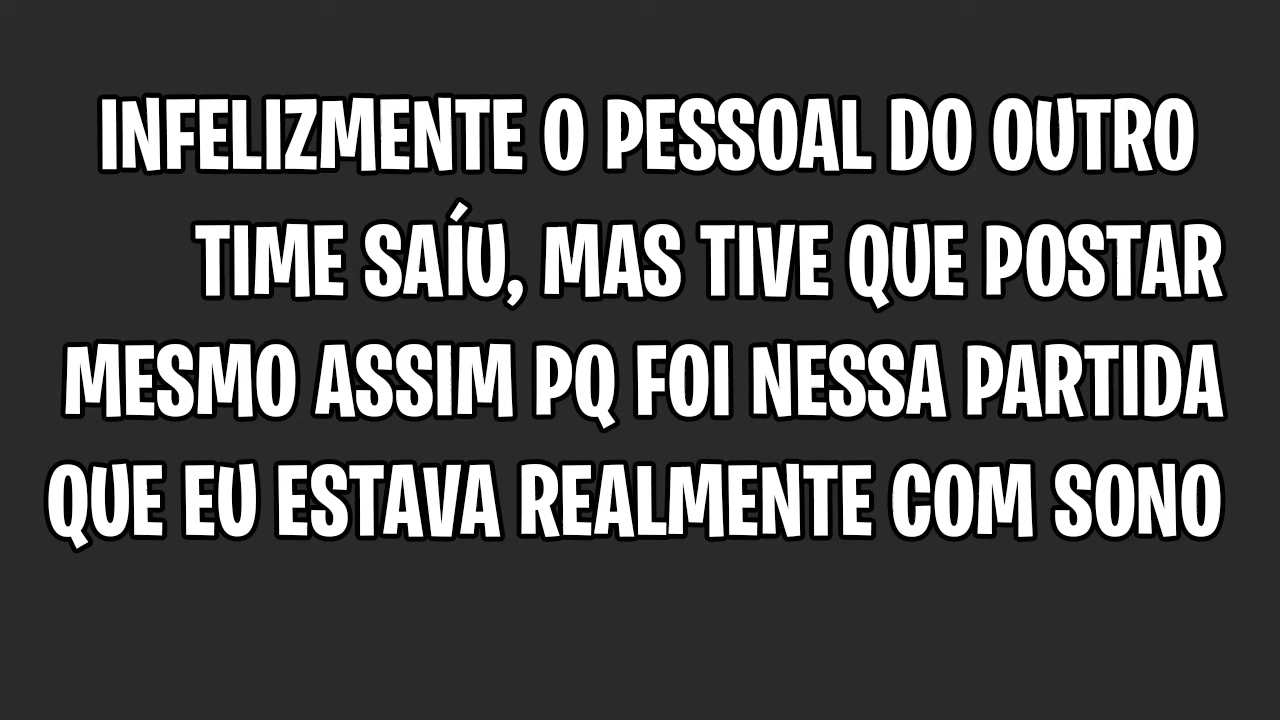 INFELIZMENTE O PESSOAL DO OUTRO
TIME SAÍU, MAS TIVE QUE POSTAR
MESMO ASSIM PQ FOI NESSA PARTIDA
QUE EU ESTAVA REALMENTE COM SONO